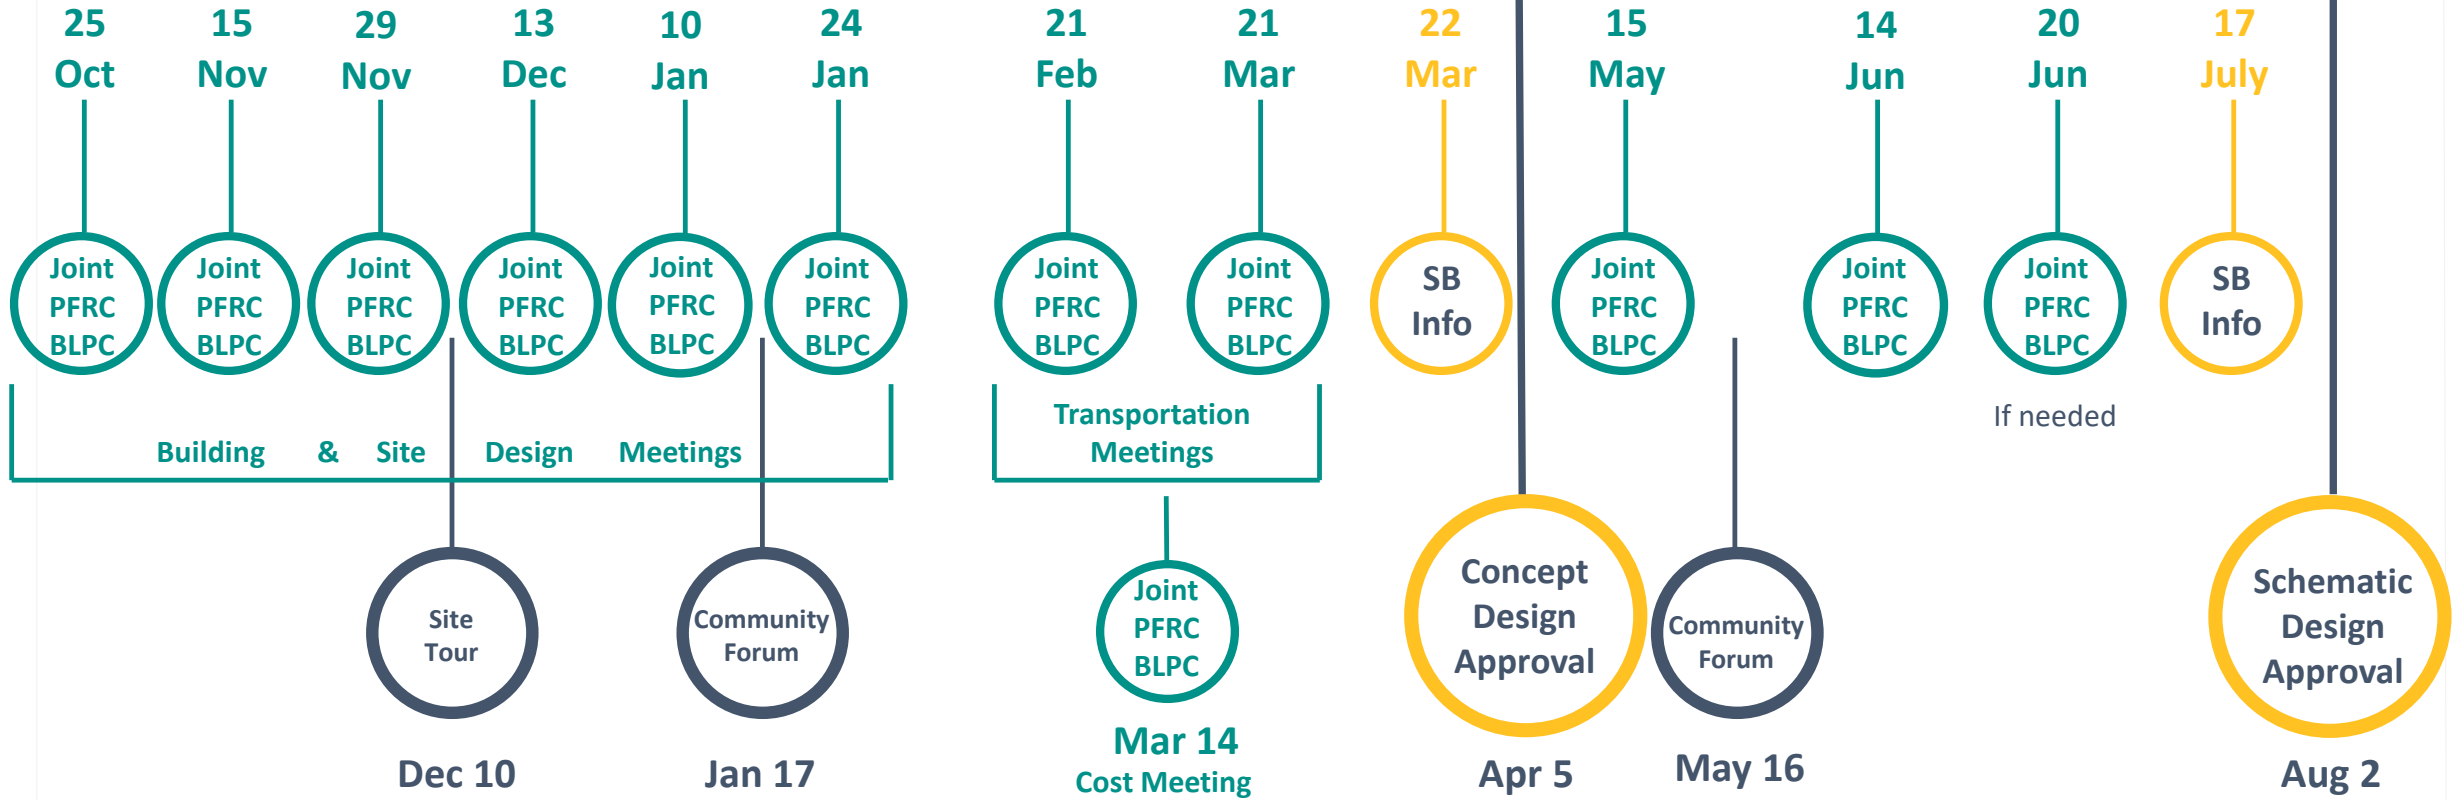 25
Oct
15
Nov
29
Nov
13
Dec
10
Jan
24
Jan
21
Feb
21
Mar
22
Mar
15
May
14
Jun
20
Jun
17
July
Joint
PFRC
BLPC
Joint
PFRC
BLPC
Joint
PFRC
BLPC
Joint
PFRC
BLPC
Joint
PFRC
BLPC
Joint
PFRC
BLPC
Joint
PFRC
BLPC
Joint
PFRC
BLPC
SB
Info
Joint
PFRC
BLPC
Joint
PFRC
BLPC
Joint
PFRC
BLPC
SB
Info
Building & Site Design Meetings
Transportation
Meetings
If needed
Site
Tour
Dec 10
Community
Forum
Jan 17
Joint
PFRC
BLPC
Mar 14
Cost Meeting
Concept
Design
Approval
Apr 5
Community
Forum
May 16
Schematic
Design
Approval
Aug 2